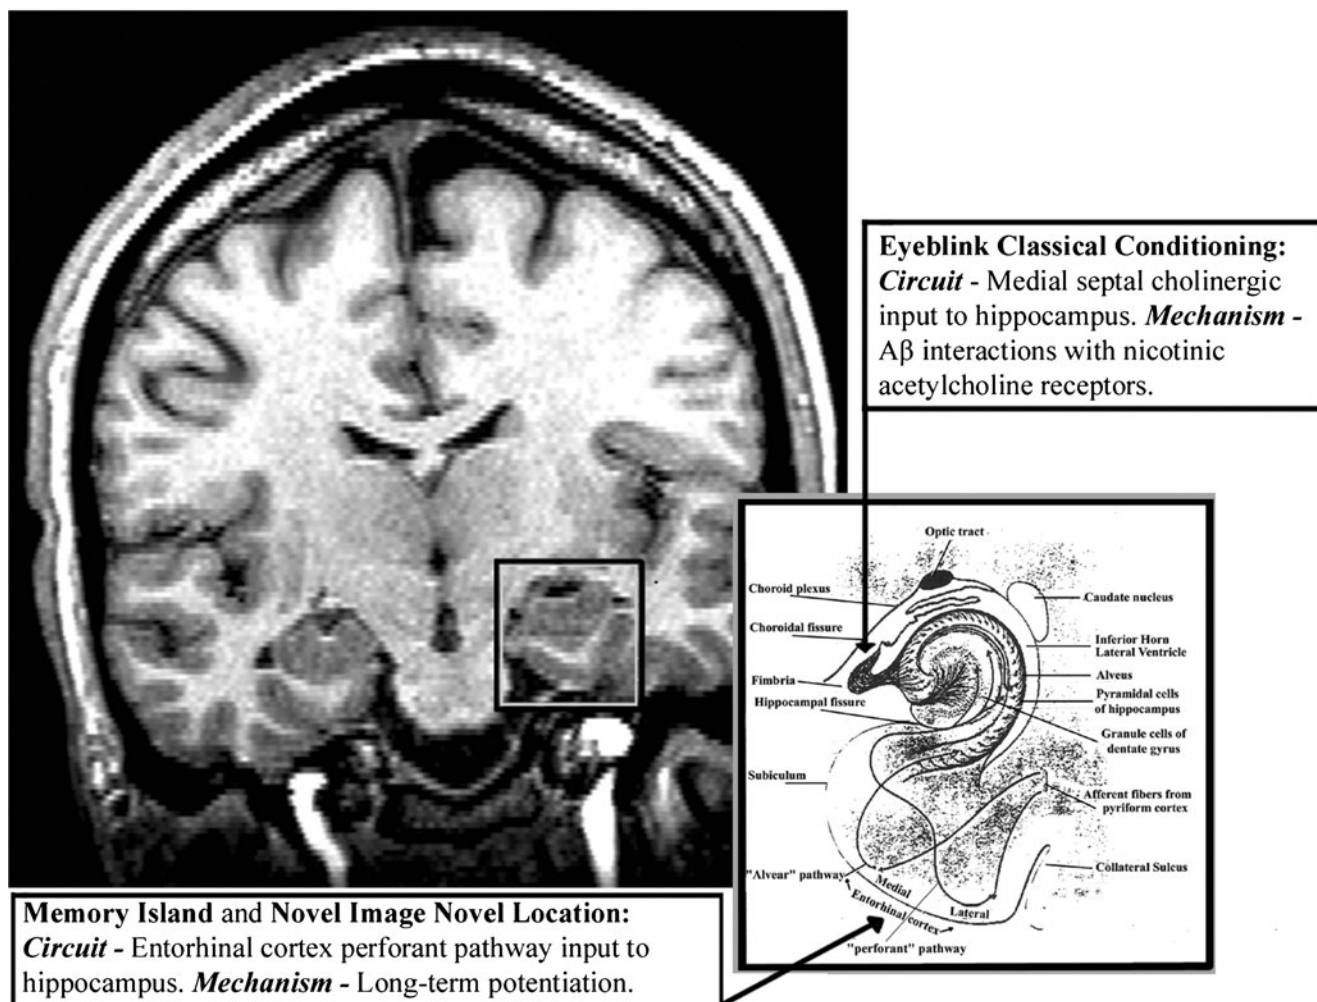 Eyeblink Classical Conditioning:
Circuit - Medial septal cholinergic
input to hippocampus. Mechanism -
Aβ interactions with nicotinic
acetylcholine receptors.
Optic tract
Choroid plexus
Caudate nucleus
Choroidal fissure
Inferior Horn
Lateral Ventricle
Alveus
Fimbria
Pyramidal cells
of hippocampus
Hippocampal fissure
Granule cells of
dentate gyrus
Subiculum
Afferent fibers from
pyriform cortex
"Alvear" pathway
Collateral Sulcus
Medial
Lateral
Entorhinal cortex
"perforant" pathway
Memory Island and Novel Image Novel Location:
Circuit - Entorhinal cortex perforant pathway input to
hippocampus. Mechanism - Long-term potentiation.